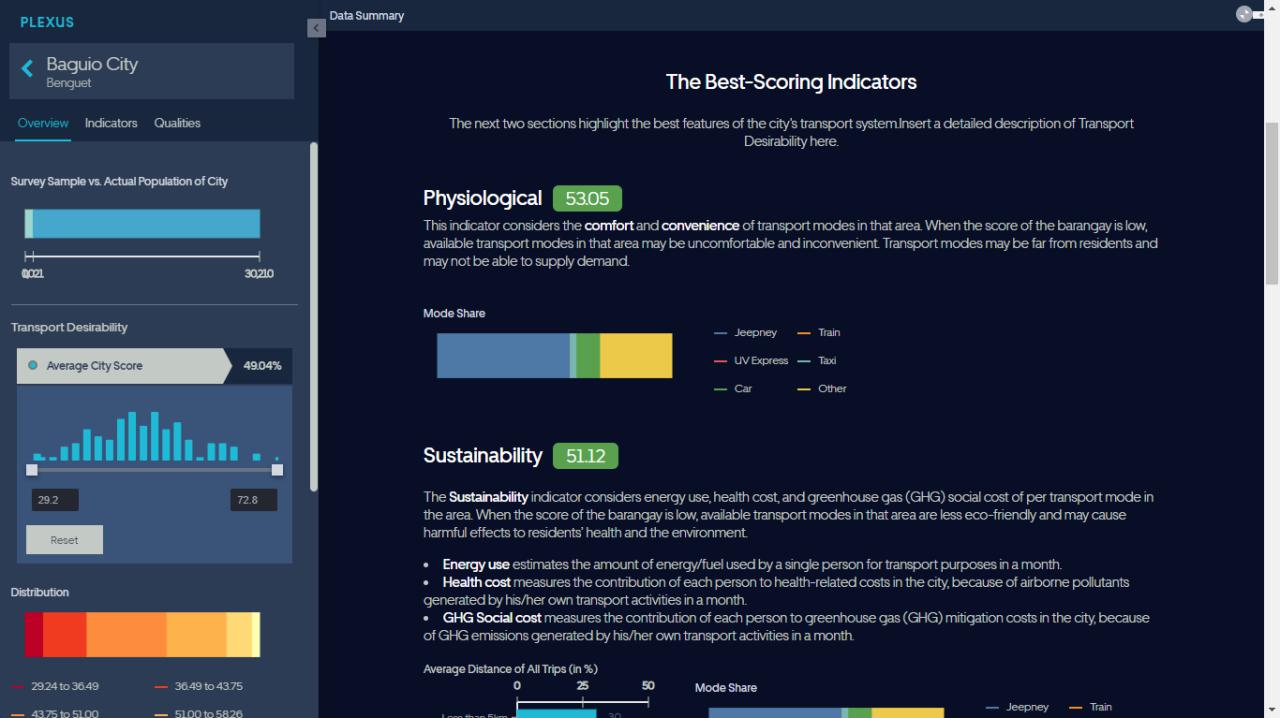 PLEXUS
Baguio City
Benguet
Overview Indicators Qualities
Survey Sample vs. Actual Population of City
30,210
Transport Desirability
Average City Score 49.04%
29.2 72.8
Reset
Distribution
29.24 to 36.49 36.49 to 43.75
43.75 to 51.00 51.00 to 58.26
Data Summary
The Best-Scoring Indicators
The next two sections highlight the best features of the city's transport system.Insert a detailed description of Transport
Desirability here.
Physiological 53.05
This indicator considers the comfort and convenience of transport modes in that area. When the score of the barangay is low,
available transport modes in that area may be uncomfortable and inconvenient. Transport modes may be far from residents and
may not be able to supply demand.
Mode Share
Jeepney Train
UV Express Taxi
Car Other
Sustainability 51.12
The Sustainability indicator considers energy use, health cost, and greenhouse gas (GHG) social cost of per transport mode in
the area. When the score of the barangay is low, available transport modes in that area are less eco-friendly and may cause
harmful effects to residents' health and the environment.
• Energy use estimates the amount of energy/fuel used by a single person for transport purposes in a month.
• Health cost measures the contribution of each person to health-related costs in the city, because of airborne pollutants
generated by his/her own transport activities in a month.
• GHG Social cost measures the contribution of each person to greenhouse gas (GHG) mitigation costs in the city, because
of GHG emissions generated by his/her own transport activities in a month.
Average Distance of All Trips (in %)
0 25 50
Less than 5km 30
Mode Share
Jeepney Train